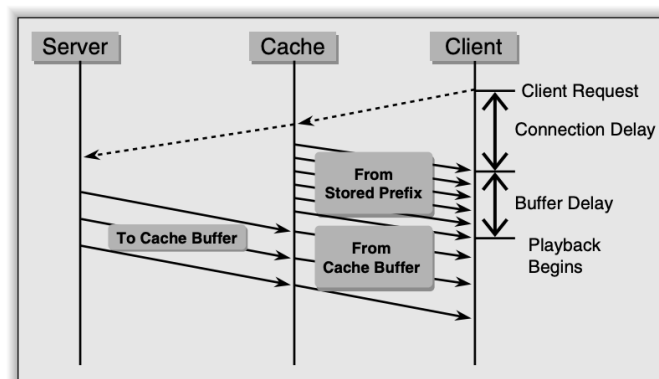 Server
Cache
Client
Client Request
Connection Delay
From
Stored Prefix
Buffer Delay
To Cache Buffer
From
Cache Buffer
Playback
Begins